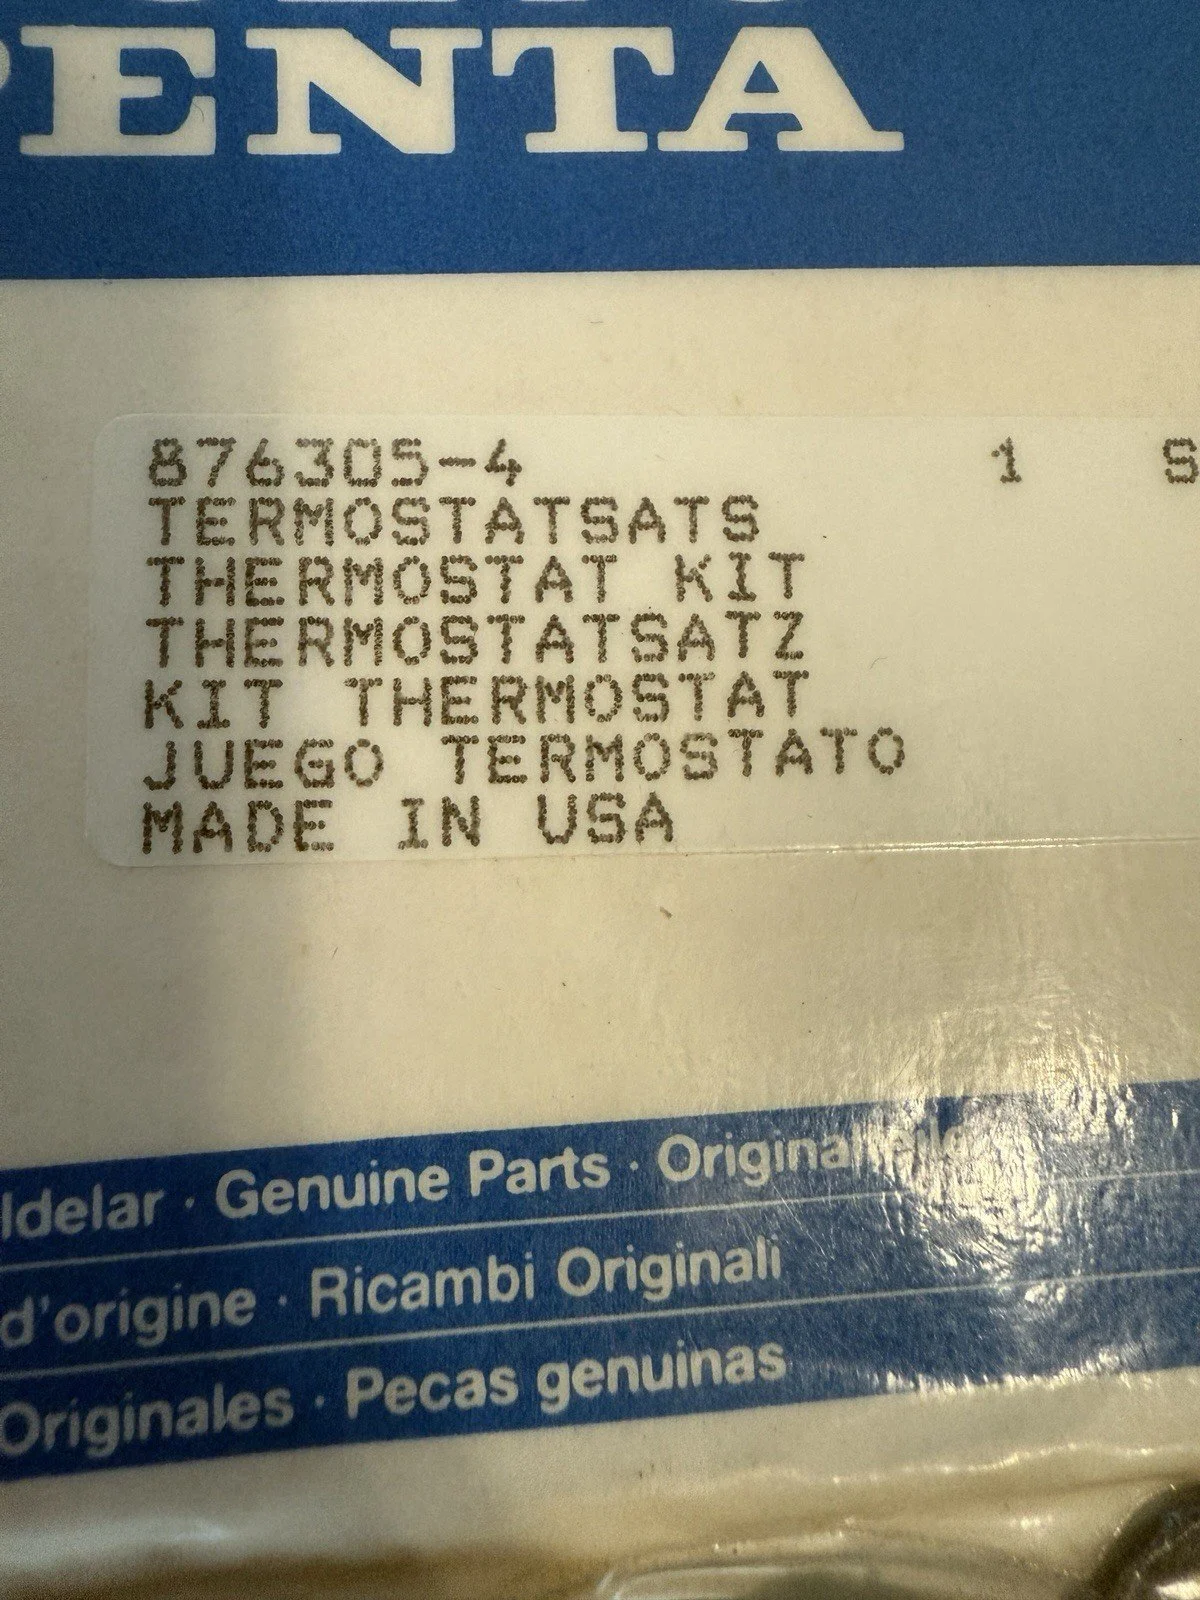 PENTA
876305-4 1 S
TERMOSTATSATS
THERMOSTAT KIT
THERMOSTATSATZ
KIT THERMOSTAT
JUEGO TERMOSTATO
MADE IN USA
ldelar · Genuine Parts · Originalteile
d'origine · Ricambi Originali
Originales · Pecas genuinas